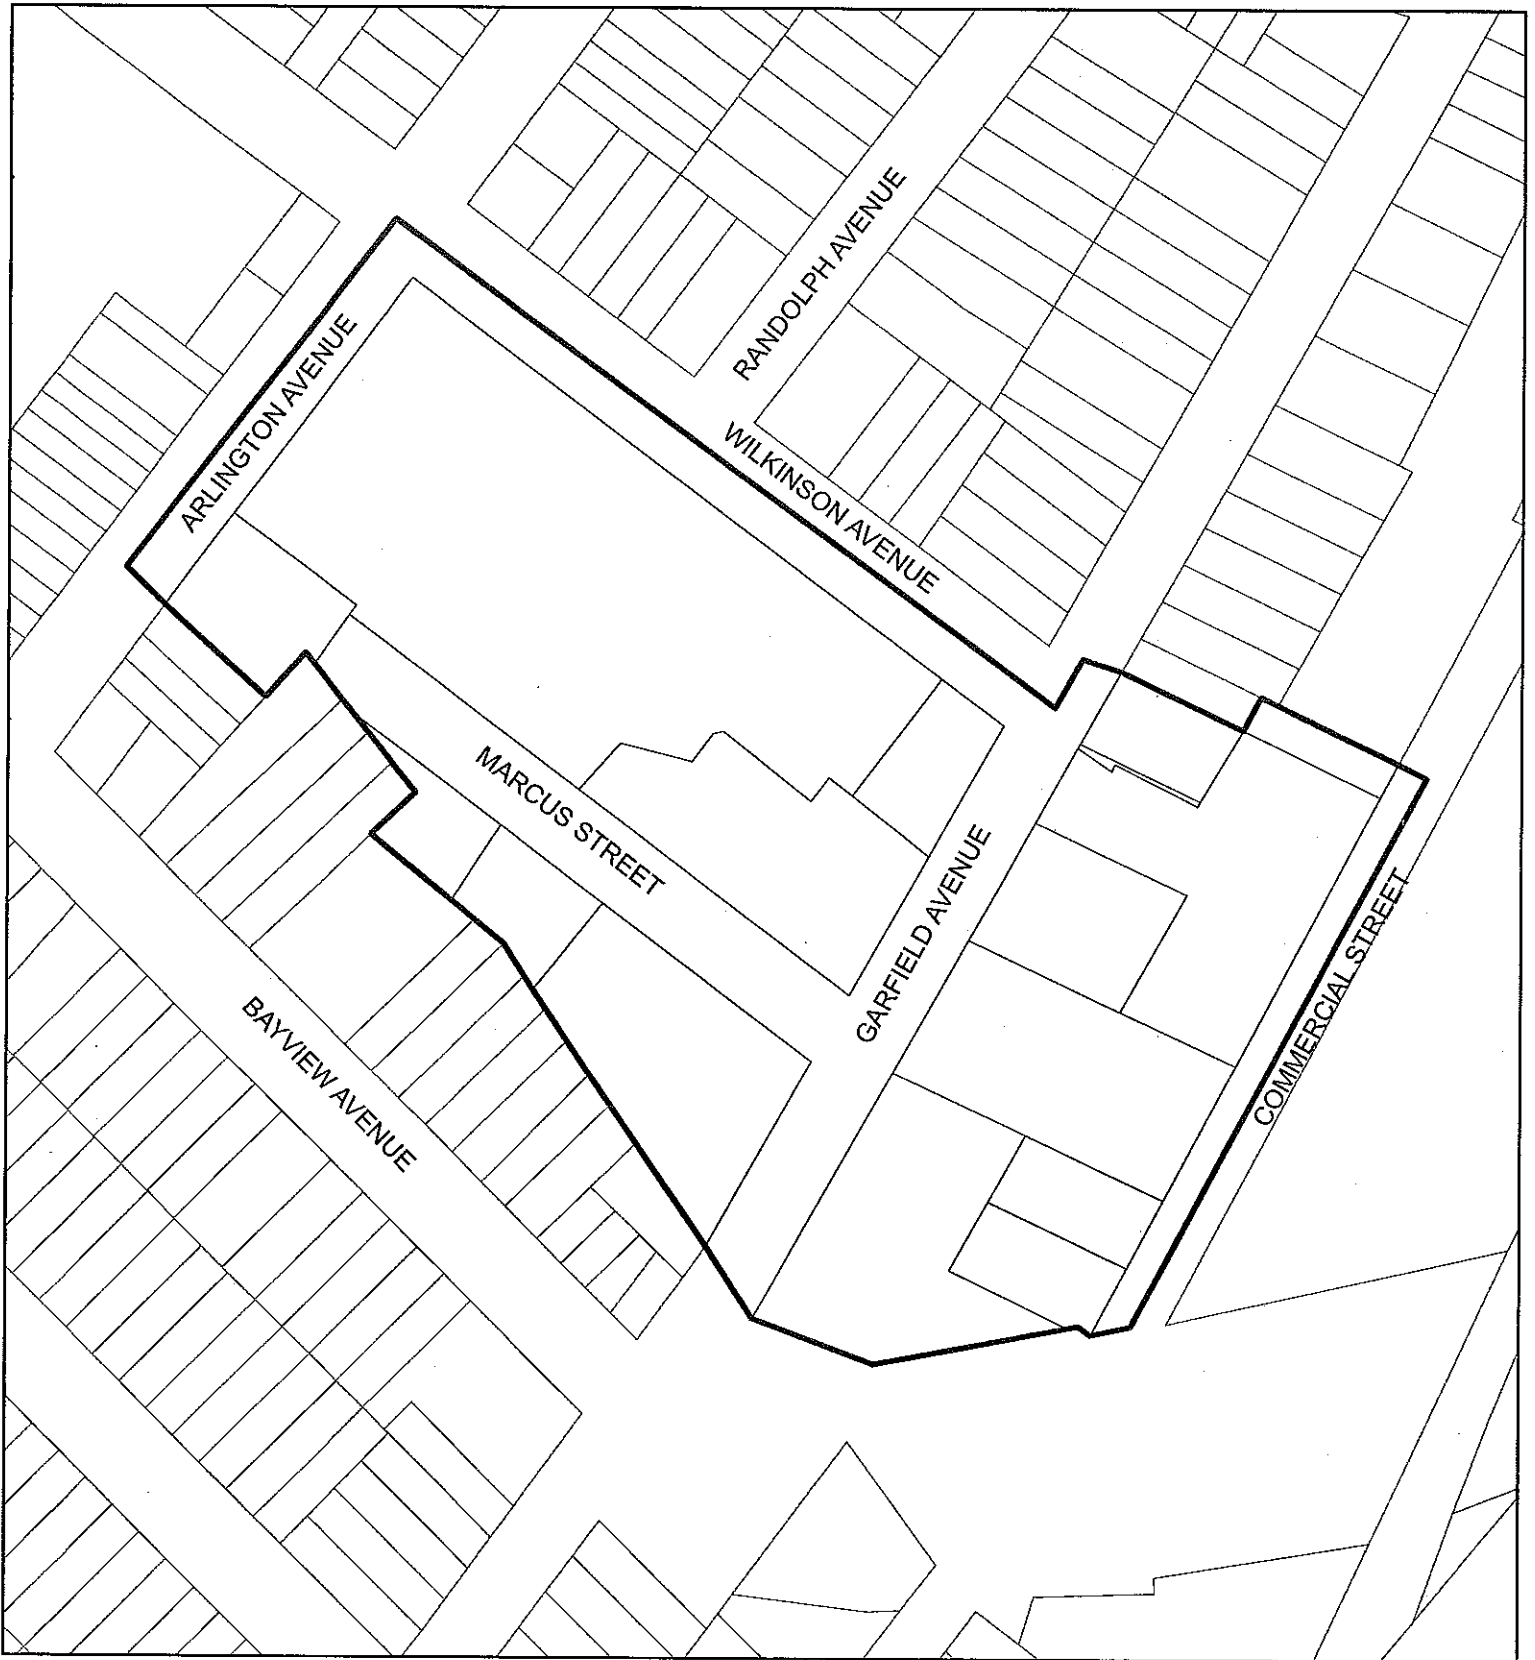 RANDOLPH AVENUE
ARLINGTON AVENUE
WILKINSON AVENUE
MARCUS STREET
GARFIELD AVENUE
COMMERCIAL STREET
BAYVIEW AVENUE